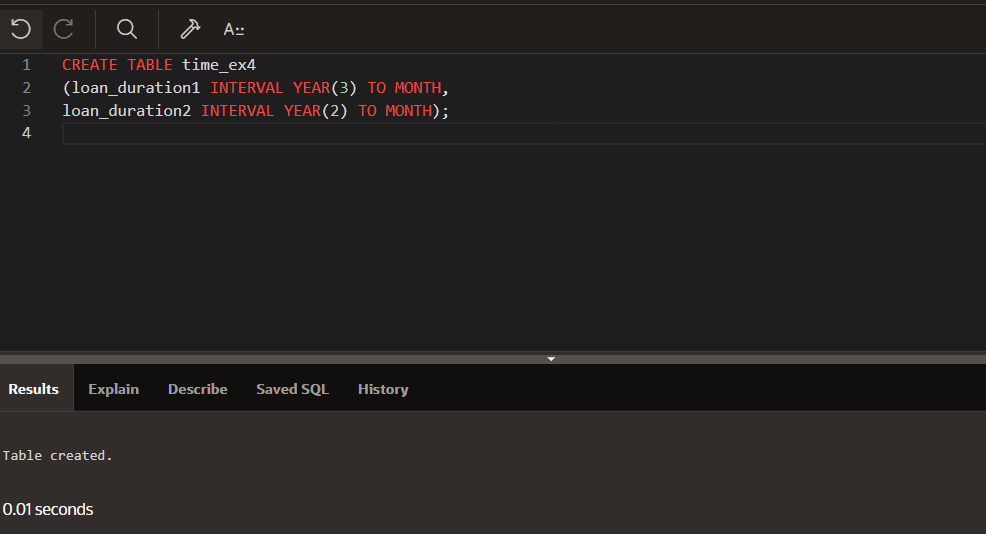 A::
1 CREATE TABLE time_ex4
2 (loan_duration1 INTERVAL YEAR(3) TO MONTH,
3 loan_duration2 INTERVAL YEAR(2) TO MONTH);
4
Results Explain Describe Saved SQL History
Table created.
0.01 seconds